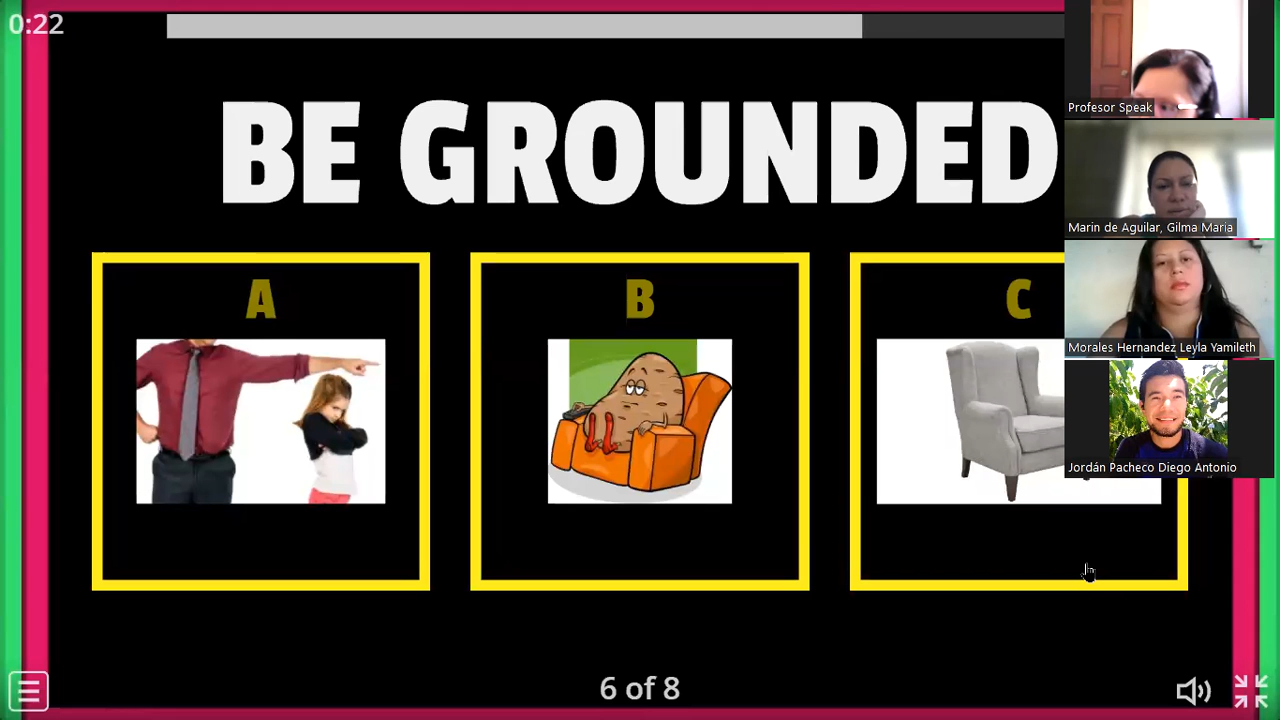 0:22
BE GROUNDED
A
B
C
6 of 8
Profesor Speak
Marin de Aguilar, Gilma Maria
Morales Hernandez Leyla Yamileth
Jordán Pacheco Diego Antonio